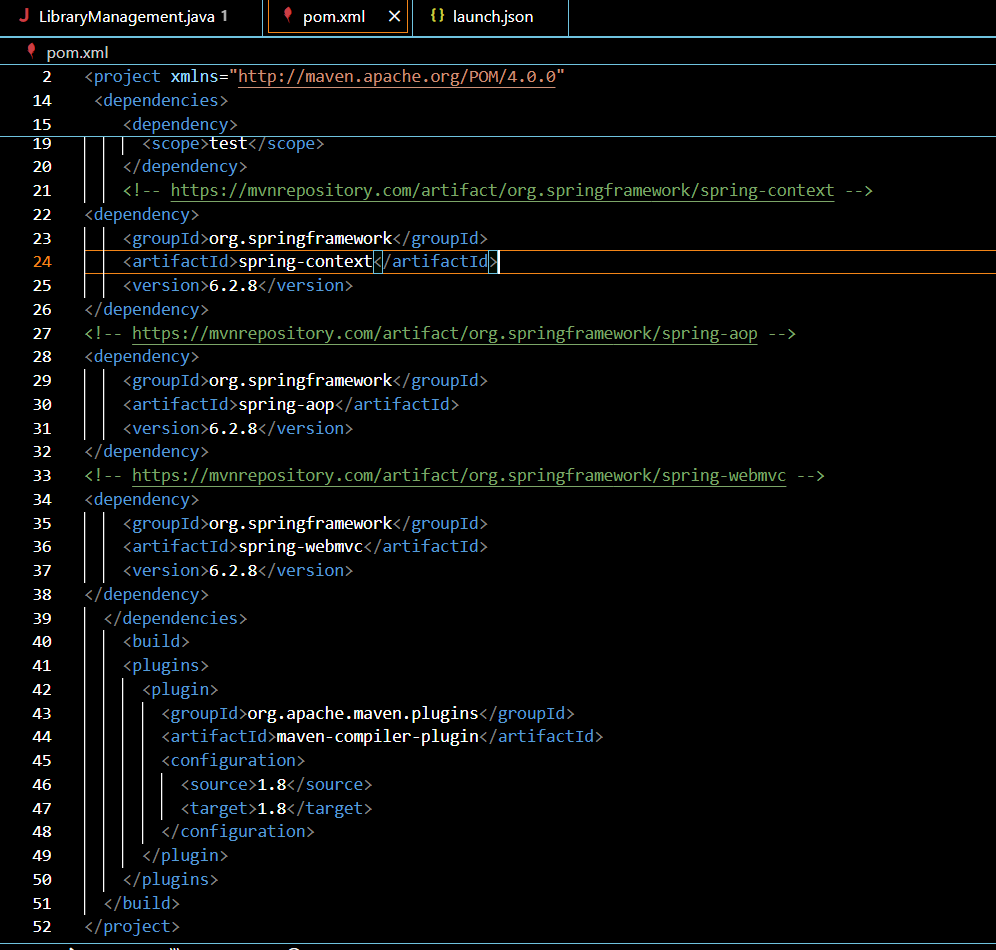 LibraryManagement.java 1
pom.xml
launch.json
pom.xml
2 <project xmlns="http://maven.apache.org/POM/4.0.0"
14 <dependencies>
15 <dependency>
19 <scope>test</scope>
20 </dependency>
21 <!-- https://mvnrepository.com/artifact/org.springframework/spring-context -->
22 <dependency>
23 <groupId>org.springframework</groupId>
24 <artifactId>spring-context</artifactId>
25 <version>6.2.8</version>
26 </dependency>
27 <!-- https://mvnrepository.com/artifact/org.springframework/spring-aop -->
28 <dependency>
29 <groupId>org.springframework</groupId>
30 <artifactId>spring-aop</artifactId>
31 <version>6.2.8</version>
32 </dependency>
33 <!-- https://mvnrepository.com/artifact/org.springframework/spring-webmvc -->
34 <dependency>
35 <groupId>org.springframework</groupId>
36 <artifactId>spring-webmvc</artifactId>
37 <version>6.2.8</version>
38 </dependency>
39 </dependencies>
40 <build>
41 <plugins>
42 <plugin>
43 <groupId>org.apache.maven.plugins</groupId>
44 <artifactId>maven-compiler-plugin</artifactId>
45 <configuration>
46 <source>1.8</source>
47 <target>1.8</target>
48 </configuration>
49 </plugin>
50 </plugins>
51 </build>
52 </project>